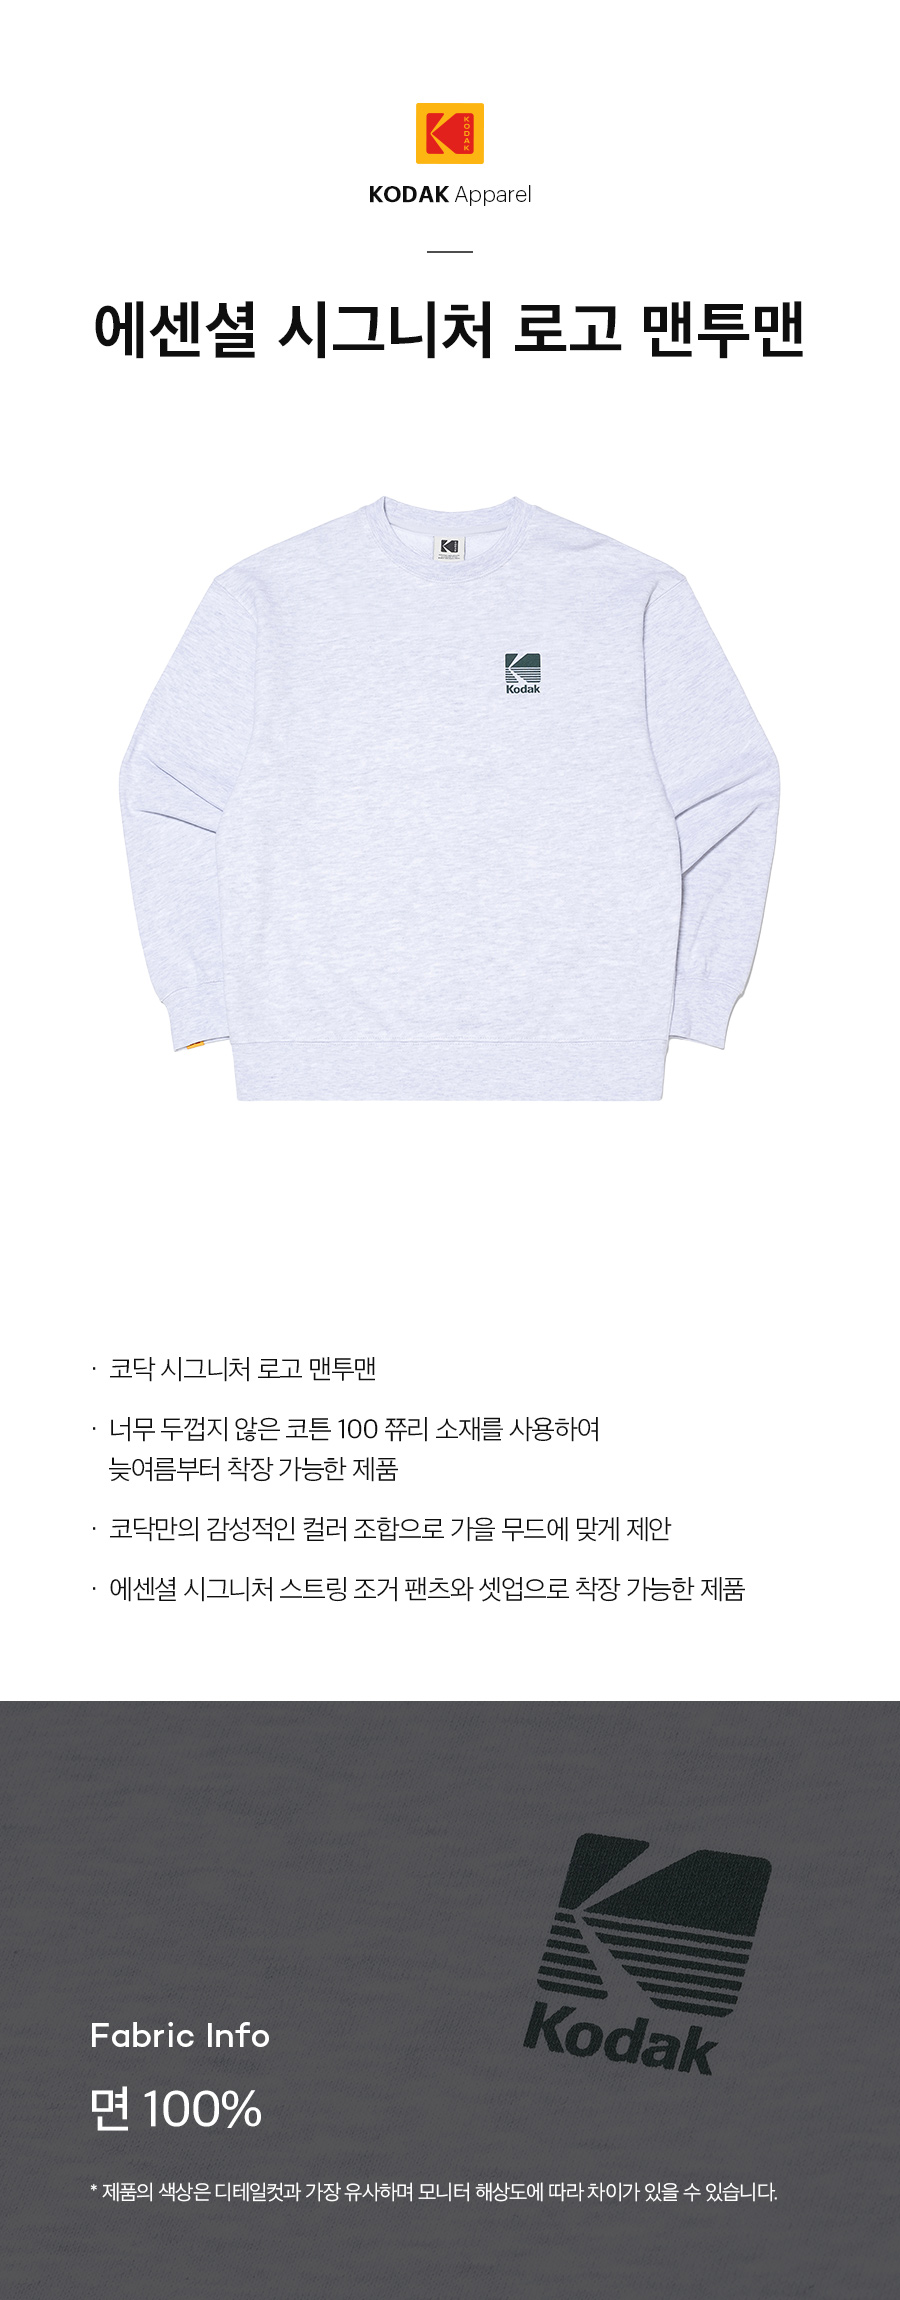 KODAK
KODAK Apparel
에센셜 시그니처 로고 맨투맨
Kodak
· 코닥 시그니처 로고 맨투맨
· 너무 두껍지 않은 코튼 100 쮸리 소재를 사용하여
늦여름부터 착장 가능한 제품
· 코닥만의 감성적인 컬러 조합으로 가을 무드에 맞게 제안
· 에센셜 시그니처 스트링 조거 팬츠와 셋업으로 착장 가능한 제품
Kodak
Fabric Info
면 100%
* 제품의 색상은 디테일컷과 가장 유사하며 모니터 해상도에 따라 차이가 있을 수 있습니다.